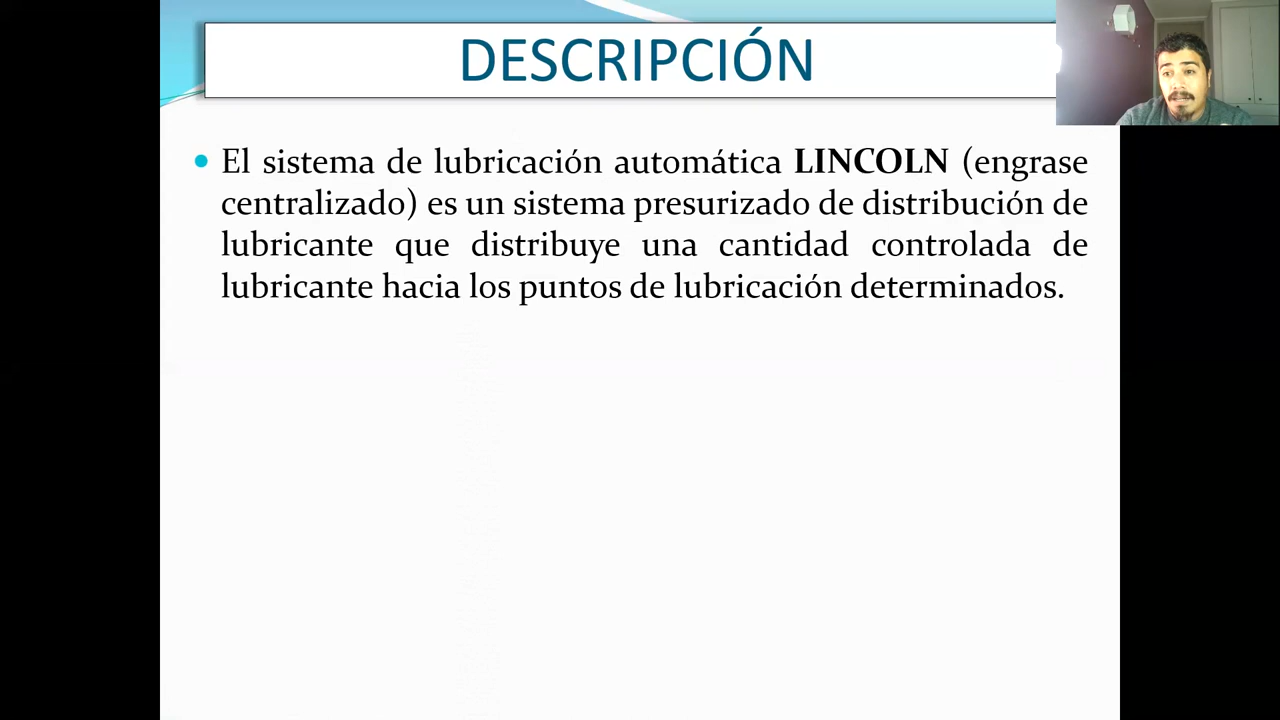 DESCRIPCIÓN
El sistema de lubricación automática LINCOLN (engrase
centralizado) es un sistema presurizado de distribución de
lubricante que distribuye una cantidad controlada de
lubricante hacia los puntos de lubricación determinados.